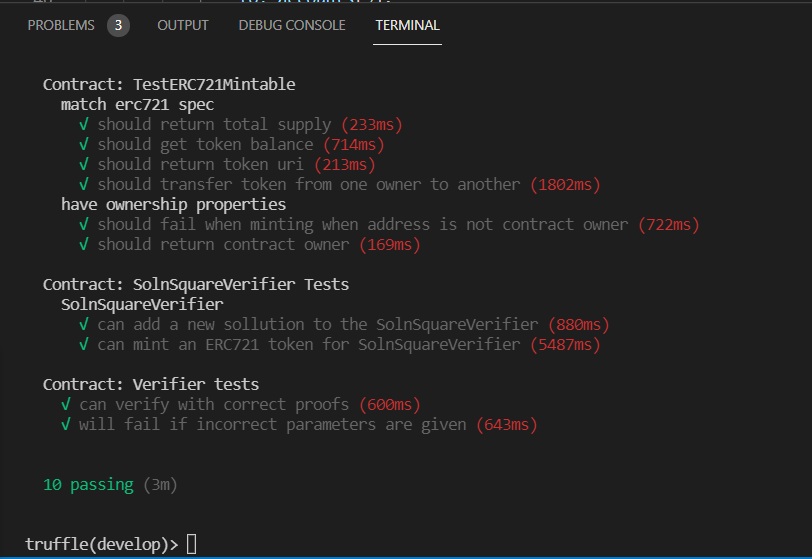 PROBLEMS 3 OUTPUT DEBUG CONSOLE TERMINAL
Contract: TestERC721Mintable
match erc721 spec
√ should return total supply (233ms)
√ should get token balance (714ms)
√ should return token uri (213ms)
√ should transfer token from one owner to another (1802ms)
have ownership properties
√ should fail when minting when address is not contract owner (722ms)
√ should return contract owner (169ms)
Contract: SolnSquareVerifier Tests
SolnSquareVerifier
√ can add a new sollution to the SolnSquareVerifier (880ms)
√ can mint an ERC721 token for SolnSquareVerifier (5487ms)
Contract: Verifier tests
√ can verify with correct proofs (600ms)
√ will fail if incorrect parameters are given (643ms)
10 passing (3m)
truffle(develop)>